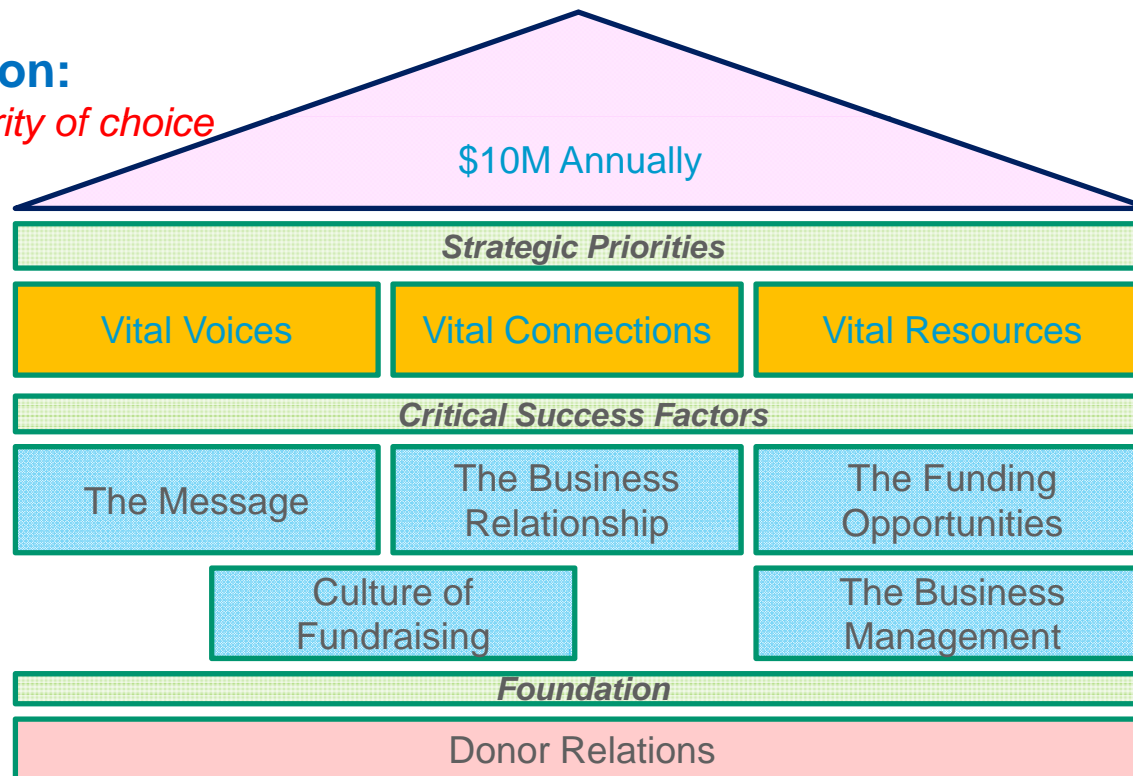 on:
rity of choice
$10M Annually
Strategic Priorities
Vital Voices
Vital Connections
Vital Resources
Critical Success Factors
The Message
The Business
Relationship
The Funding
Opportunities
Culture of
Fundraising
The Business
Management
Foundation
Donor Relations